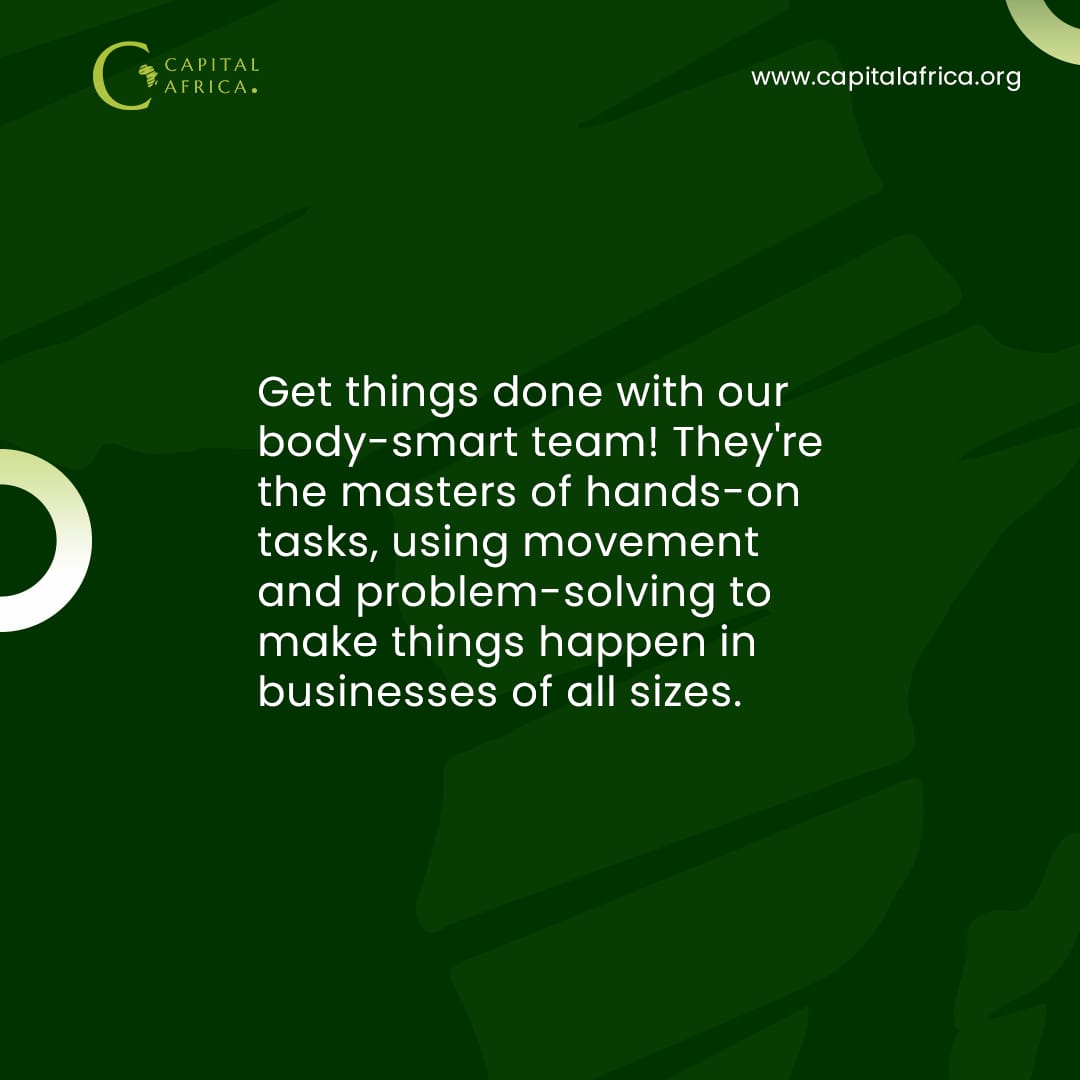 CAPITAL
AFRICA.
www.capitalafrica.org
Get things done with our
body-smart team! They're
the masters of hands-on
tasks, using movement
and problem-solving to
make things happen in
businesses of all sizes.